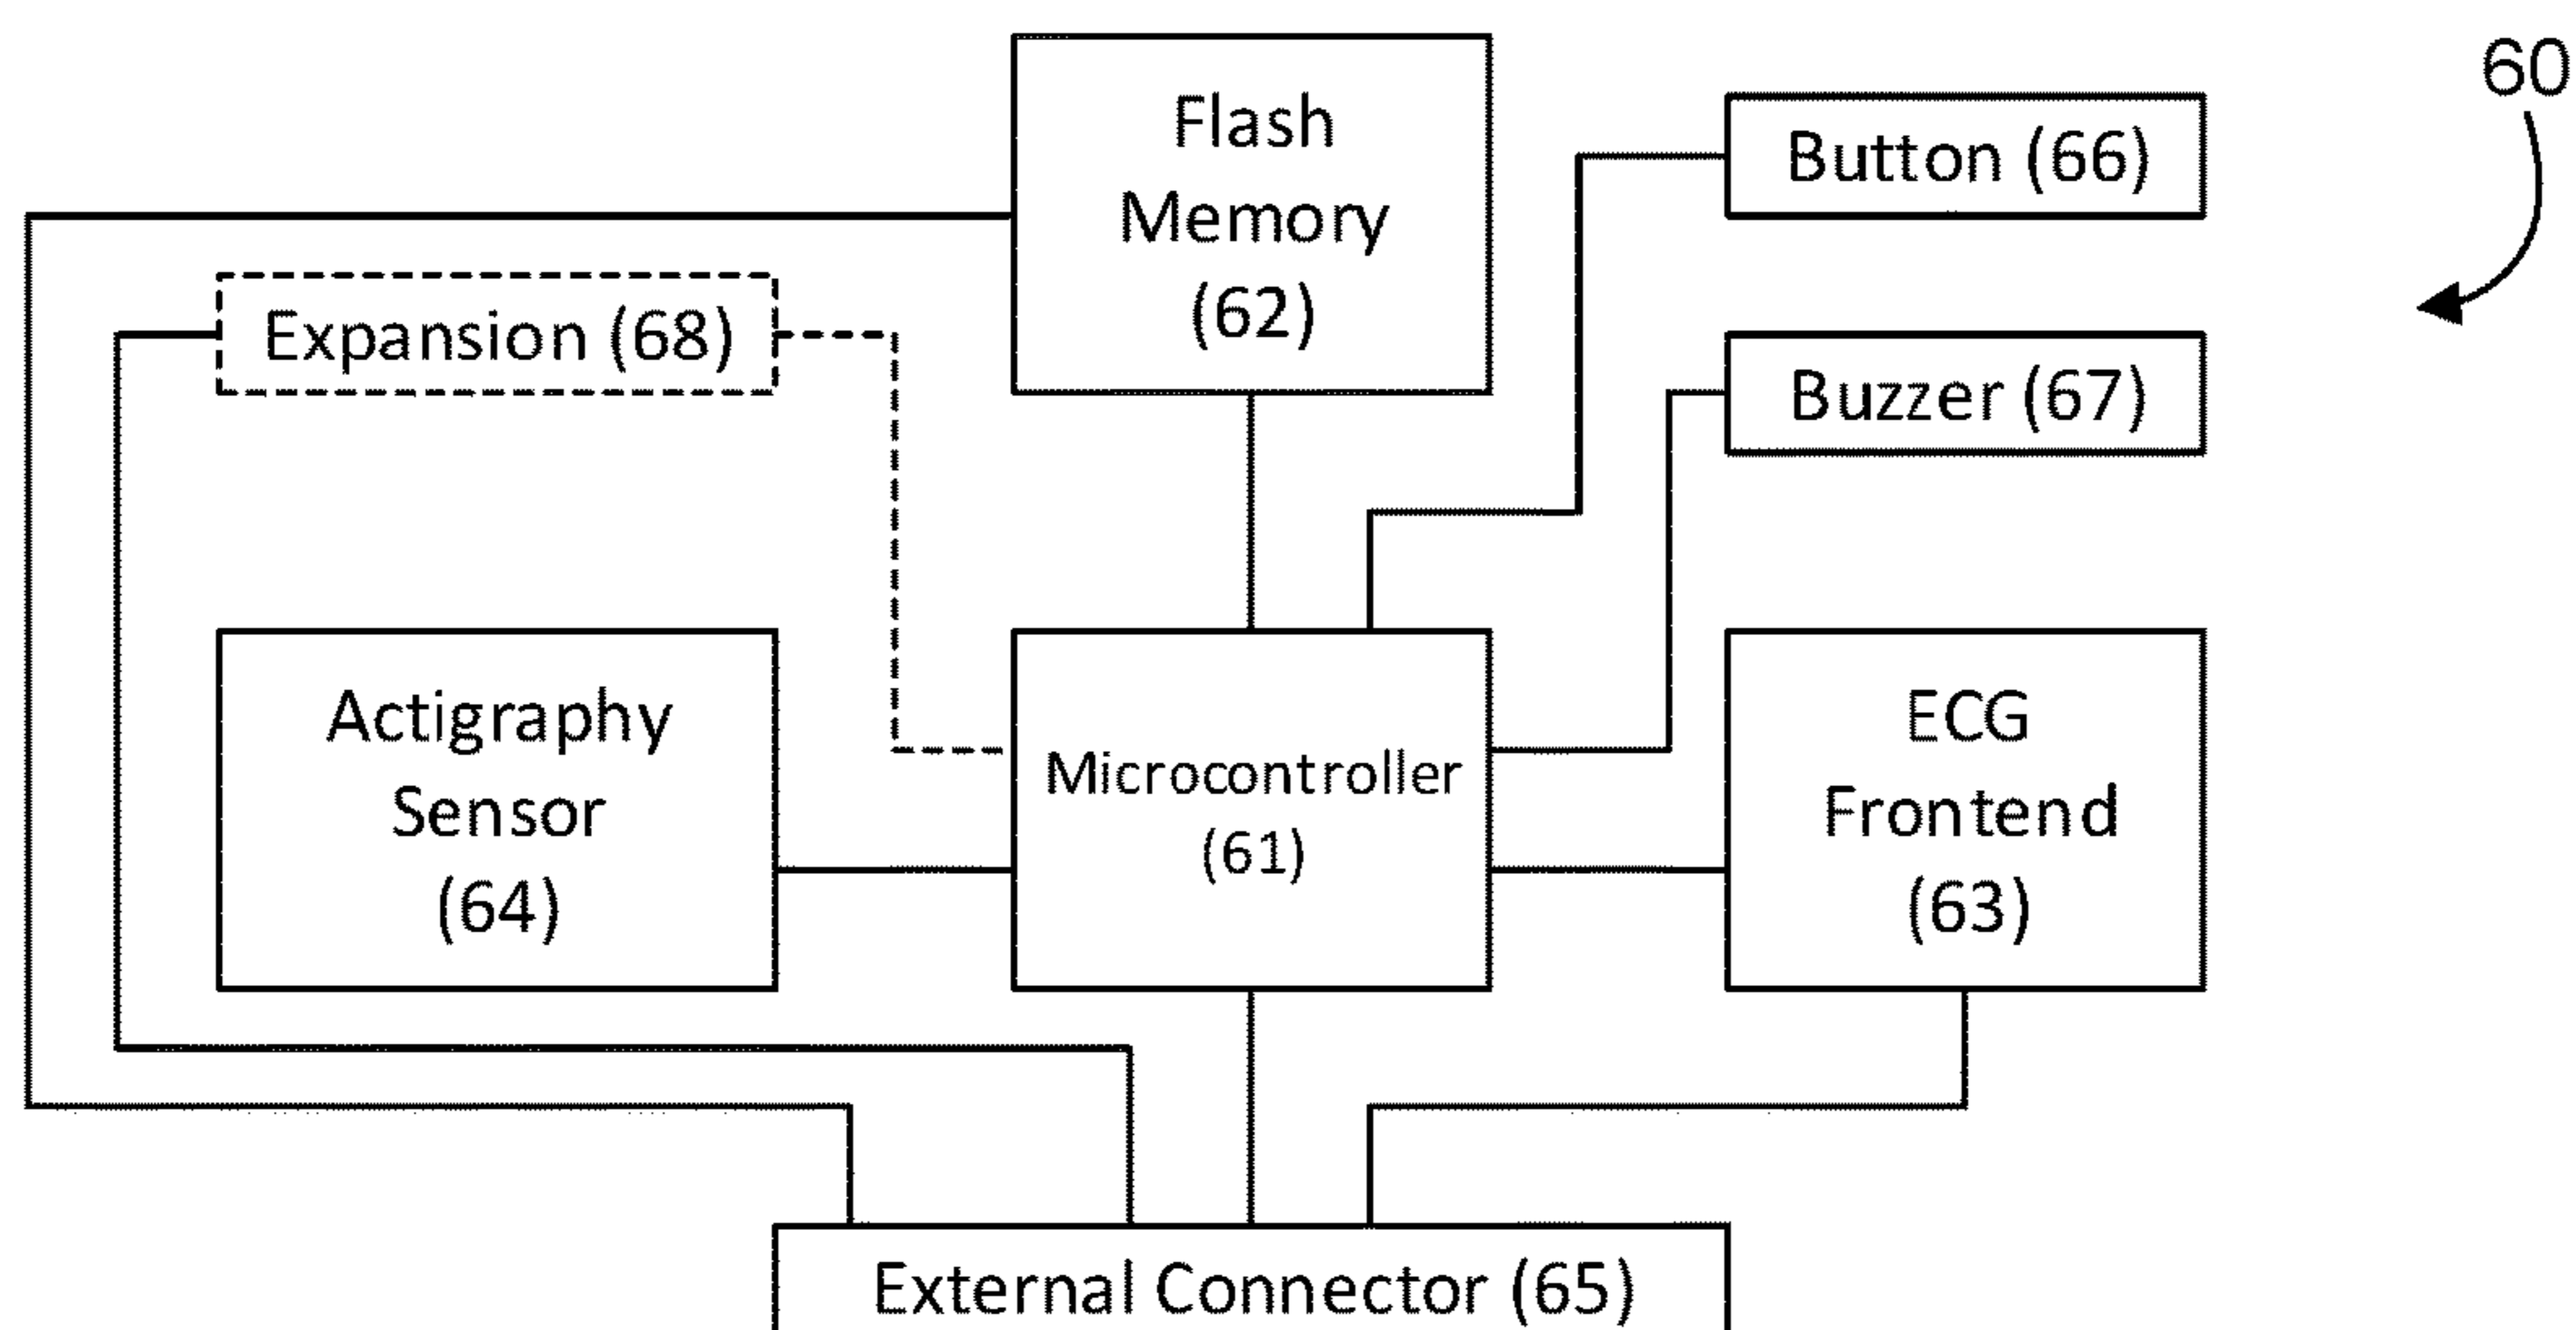 60
Flash
Memory
(62)
Button (66)
Expansion (68)
Buzzer (67)
Actigraphy
Sensor
(64)
Microcontroller
(61)
ECG
Frontend
(63)
External Connector (65)